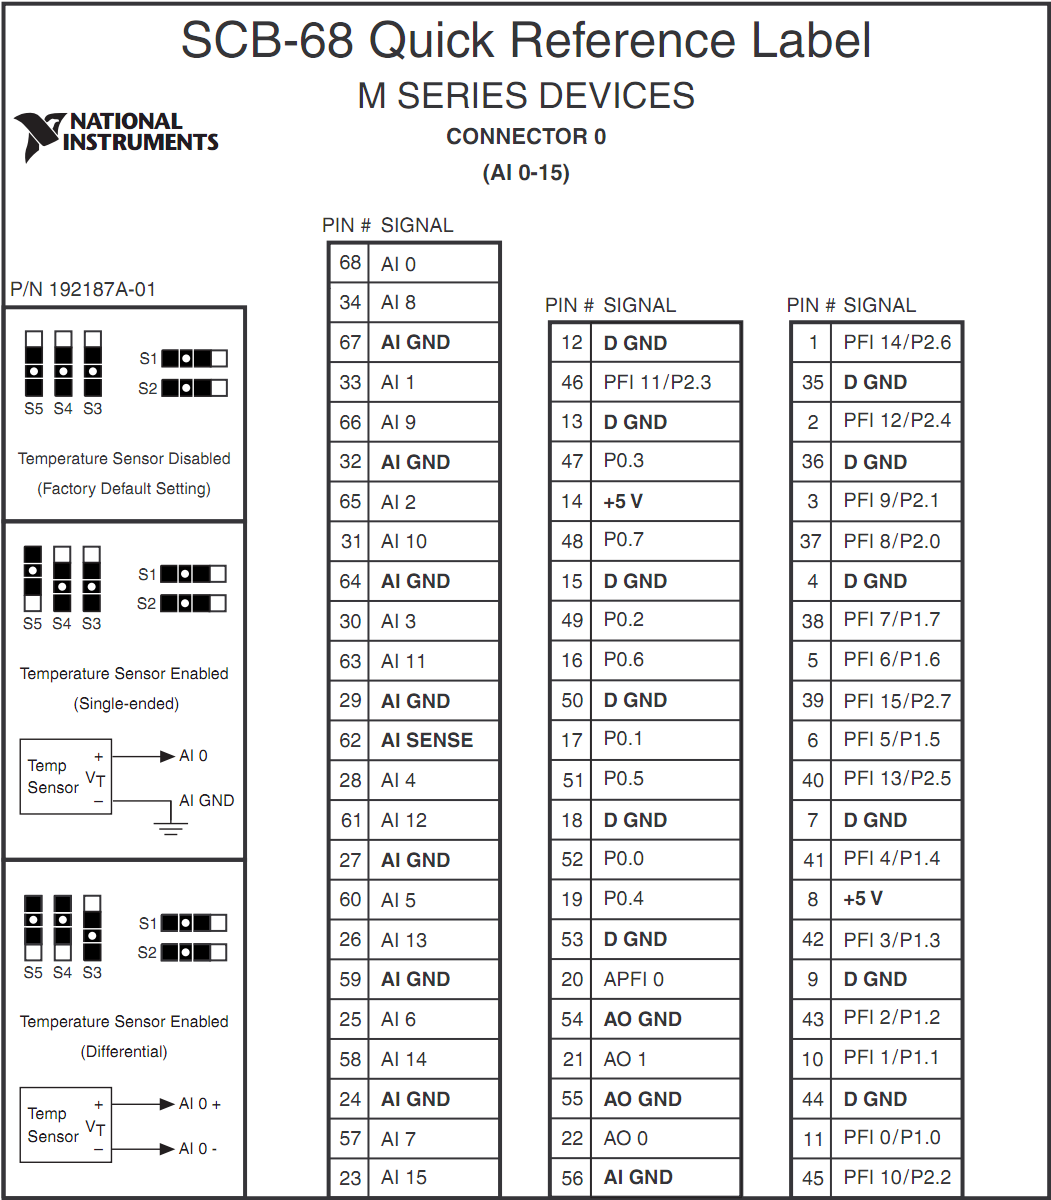 SCB-68 Quick Reference Label
M SERIES DEVICES
CONNECTOR 0
(AI 0-15)
NATIONAL
INSTRUMENTS
P/N 192187A-01
S5 S4 S3
S1
S2
Temperature Sensor Disabled
(Factory Default Setting)
S5 S4 S3
S1
S2
Temperature Sensor Enabled
(Single-ended)
Temp
Sensor
+
VT
–
AI 0
AI GND
S5 S4 S3
S1
S2
Temperature Sensor Enabled
(Differential)
Temp
Sensor
+
VT
–
AI 0 +
AI 0 -
PIN # SIGNAL
68 AI 0
34 AI 8
67 AI GND
33 AI 1
66 AI 9
32 AI GND
65 AI 2
31 AI 10
64 AI GND
30 AI 3
63 AI 11
29 AI GND
62 AI SENSE
28 AI 4
61 AI 12
27 AI GND
60 AI 5
26 AI 13
59 AI GND
25 AI 6
58 AI 14
24 AI GND
57 AI 7
23 AI 15
PIN # SIGNAL
12 D GND
46 PFI 11/P2.3
13 D GND
47 P0.3
14 +5 V
48 P0.7
15 D GND
49 P0.2
16 P0.6
50 D GND
17 P0.1
51 P0.5
18 D GND
52 P0.0
19 P0.4
53 D GND
20 APFI 0
54 AO GND
21 AO 1
55 AO GND
22 AO 0
56 AI GND
PIN # SIGNAL
1 PFI 14/P2.6
35 D GND
2 PFI 12/P2.4
36 D GND
3 PFI 9/P2.1
37 PFI 8/P2.0
4 D GND
38 PFI 7/P1.7
5 PFI 6/P1.6
39 PFI 15/P2.7
6 PFI 5/P1.5
40 PFI 13/P2.5
7 D GND
41 PFI 4/P1.4
8 +5 V
42 PFI 3/P1.3
9 D GND
43 PFI 2/P1.2
10 PFI 1/P1.1
44 D GND
11 PFI 0/P1.0
45 PFI 10/P2.2